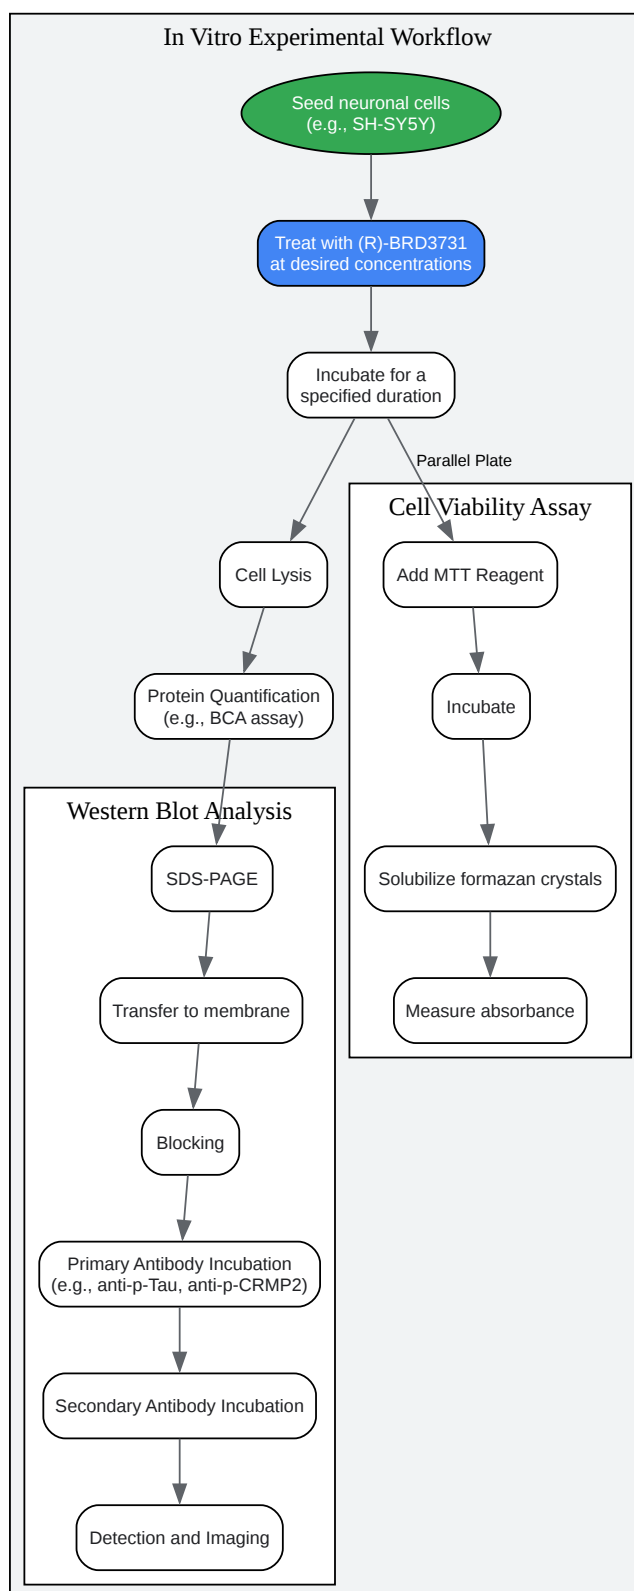 In Vitro Experimental Workflow
Seed neuronal cells
(e.g., SH-SY5Y)
Treat with (R)-BRD3731
at desired concentrations
Incubate for a
specified duration
Parallel Plate
Cell Lysis
Protein Quantification
(e.g., BCA assay)
Western Blot Analysis
SDS-PAGE
Transfer to membrane
Blocking
Primary Antibody Incubation
(e.g., anti-p-Tau, anti-p-CRMP2)
Secondary Antibody Incubation
Detection and Imaging
Cell Viability Assay
Add MTT Reagent
Incubate
Solubilize formazan crystals
Measure absorbance